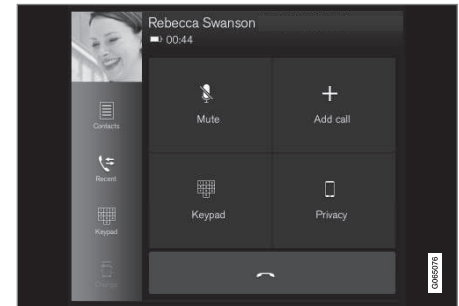 Rebecca Swanson
00:44
Mute
Add call
Contacts
Recent
Keypad
Keypad
Privacy
G065076